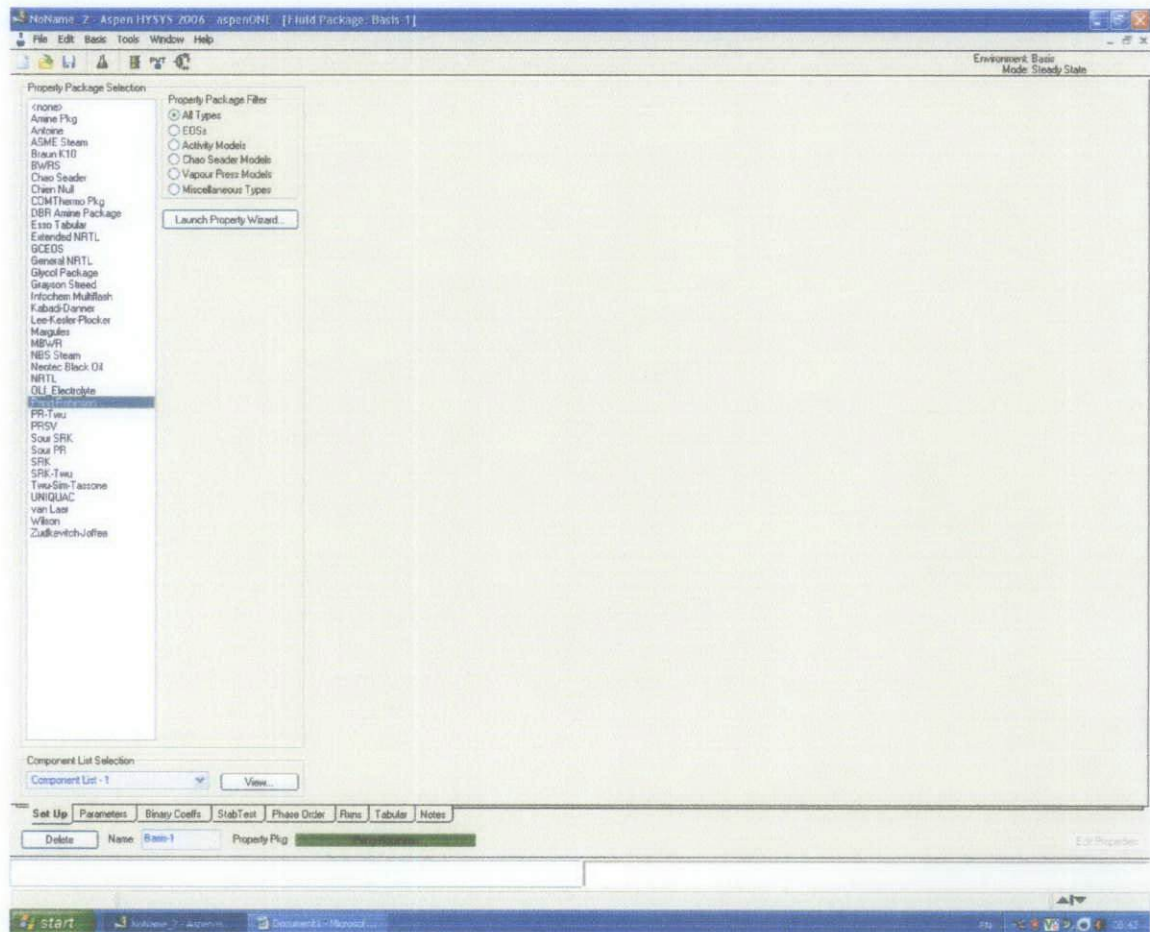 NoName_2 - Aspen HYSYS 2006 - aspenONE - [Fluid Package: Basis-1]
File Edit Basis Tools Window Help
Environment: Basis
Mode: Steady State
Property Package Selection
<none>
Amine Pkg
Antoine
ASME Steam
Braun K10
BWRS
Chao Seader
Chien Null
COMThermo Pkg
DBR Amine Package
Esso Tabular
Extended NRTL
GCEOS
General NRTL
Glycol Package
Grayson Streed
Infochem Multiflash
Kabadi-Danner
Lee-Kesler-Plocker
Margules
MBWR
NBS Steam
Neotec Black Oil
NRTL
OLI_Electrolyte
Peng-Robinson
PR-Twu
PRSV
Sour SRK
Sour PR
SRK
SRK-Twu
Twu-Sim-Tassone
UNIQUAC
van Laar
Wilson
Zudkevitch-Joffee
Property Package Filter
All Types
EOSs
Activity Models
Chao Seader Models
Vapour Press Models
Miscellaneous Types
Launch Property Wizard...
Component List Selection
Component List - 1
View...
Set Up Parameters Binary Coeffs StabTest Phase Order Rxns Tabular Notes
Delete Name Basis-1 Property Pkg Peng-Robinson
Edit Properties
start NoName_2 - Aspen H... Document1 - Microsof...